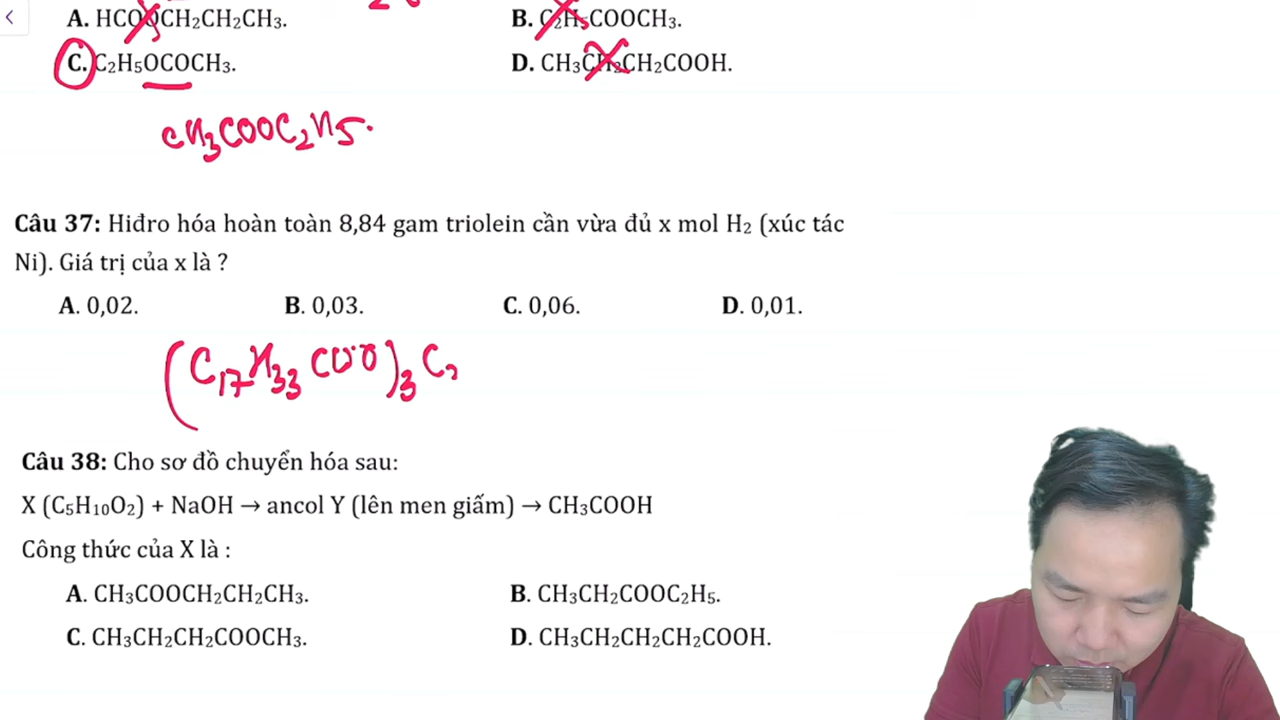 A. HCOOCH₂CH₂CH₃.
B. C₂H₅COOCH₃.
C. C₂H₅OCOCH₃.
D. CH₃CH₂CH₂COOH.
CH₃COOC₂H₅.
Câu 37: Hiđro hóa hoàn toàn 8,84 gam triolein cần vừa đủ x mol H₂ (xúc tác
Ni). Giá trị của x là ?
A. 0,02.
B. 0,03.
C. 0,06.
D. 0,01.
(C₁₇H₃₃COO)₃C
Câu 38: Cho sơ đồ chuyển hóa sau:
X (C₅H₁₀O₂) + NaOH → ancol Y (lên men giấm) → CH₃COOH
Công thức của X là :
A. CH₃COOCH₂CH₂CH₃.
B. CH₃CH₂COOC₂H₅.
C. CH₃CH₂CH₂COOCH₃.
D. CH₃CH₂CH₂CH₂COOH.